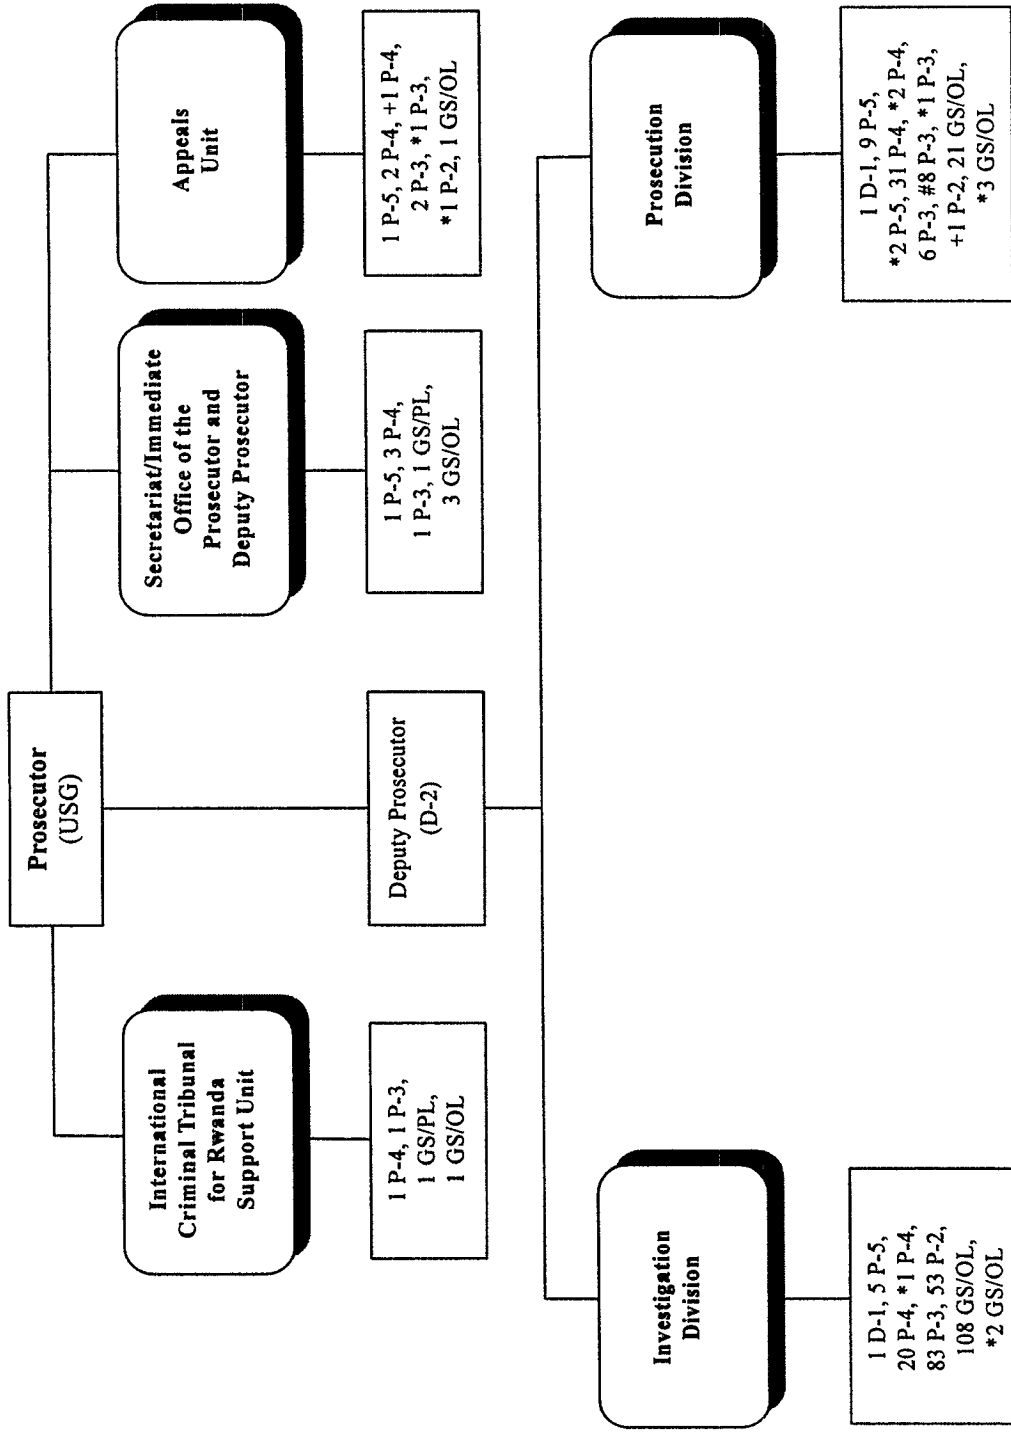 Prosecutor
(USG)
International
Criminal Tribunal
for Rwanda
Support Unit
1 P-4, 1 P-3,
1 GS/PL,
1 GS/OL
Secretariat/Immediate
Office of the
Prosecutor and
Deputy Prosecutor
1 P-5, 3 P-4,
1 P-3, 1 GS/PL,
3 GS/OL
Appeals
Unit
1 P-5, 2 P-4, +1 P-4,
2 P-3, *1 P-3,
*1 P-2, 1 GS/OL
Deputy Prosecutor
(D-2)
Investigation
Division
1 D-1, 5 P-5,
20 P-4, *1 P-4,
83 P-3, 53 P-2,
108 GS/OL,
*2 GS/OL
Prosecution
Division
1 D-1, 9 P-5,
*2 P-5, 31 P-4, *2 P-4,
6 P-3, #8 P-3, *1 P-3,
+1 P-2, 21 GS/OL,
*3 GS/OL